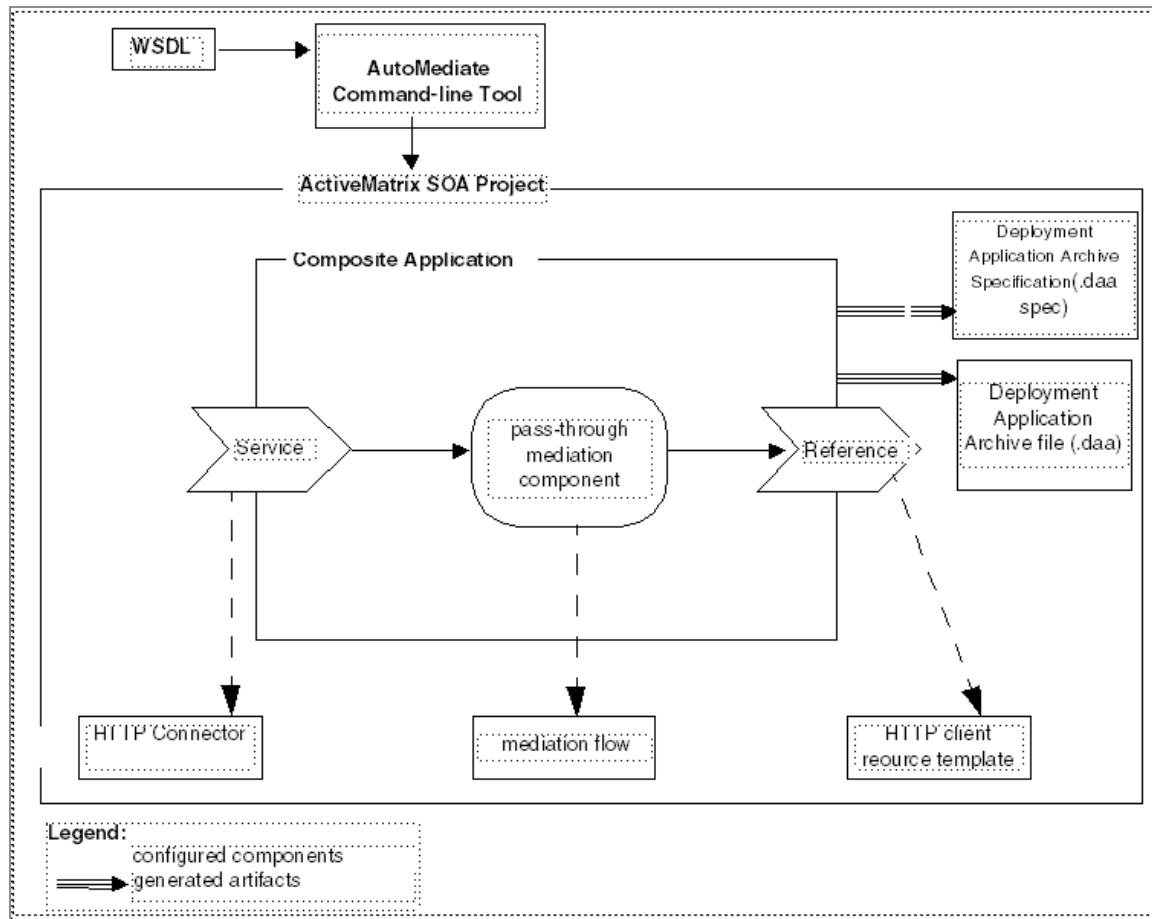 WSDL
AutoMediate
Command-line Tool
ActiveMatrix SOA Project
Composite Application
Deployment
Application Archive
Specification(.daa
spec)
Deployment
Application
Archive file (.daa)
Service
pass-through
mediation
component
Reference
HTTP Connector
mediation flow
HTTP client
reource template
Legend:
configured components
generated artifacts